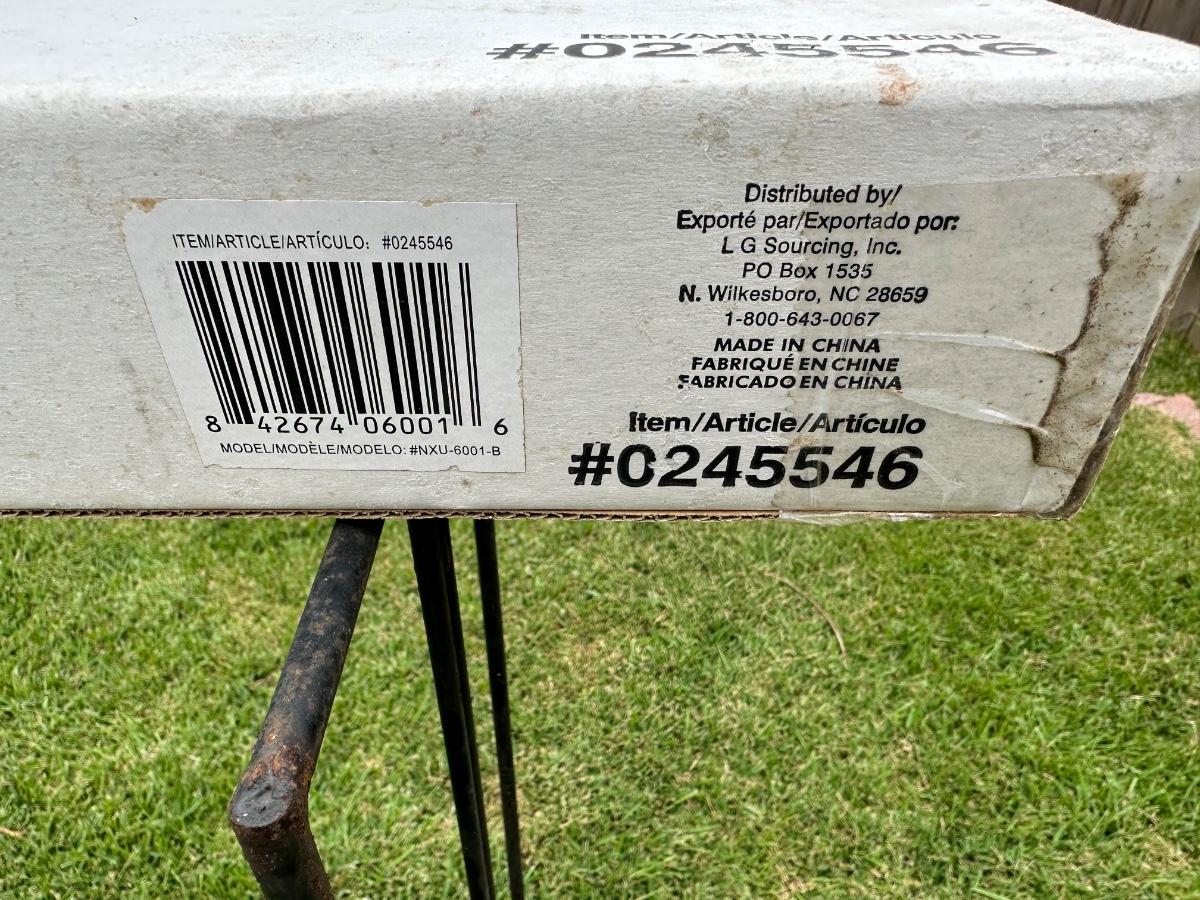 Item/Article/Artículo
#0245546
ITEM/ARTICLE/ARTÍCULO: #0245546
8 42674 06001 6
MODEL/MODÈLE/MODELO: #NXU-6001-B
Distributed by/
Exporté par/Exportado por:
L G Sourcing, Inc.
PO Box 1535
N. Wilkesboro, NC 28659
1-800-643-0067
MADE IN CHINA
FABRIQUÉ EN CHINE
FABRICADO EN CHINA
Item/Article/Artículo
#0245546